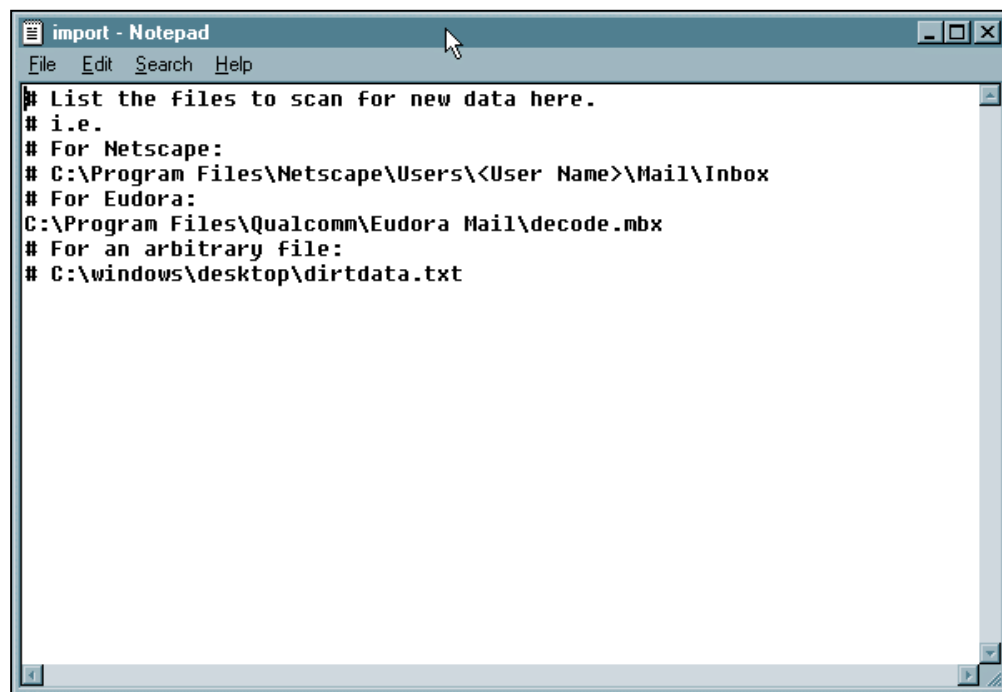 import - Notepad
File Edit Search Help
# List the files to scan for new data here.
# i.e.
# For Netscape:
# C:\Program Files\Netscape\Users\<User Name>\Mail\Inbox
# For Eudora:
C:\Program Files\Qualcomm\Eudora Mail\decode.mbx
# For an arbitrary file:
# C:\windows\desktop\dirtdata.txt